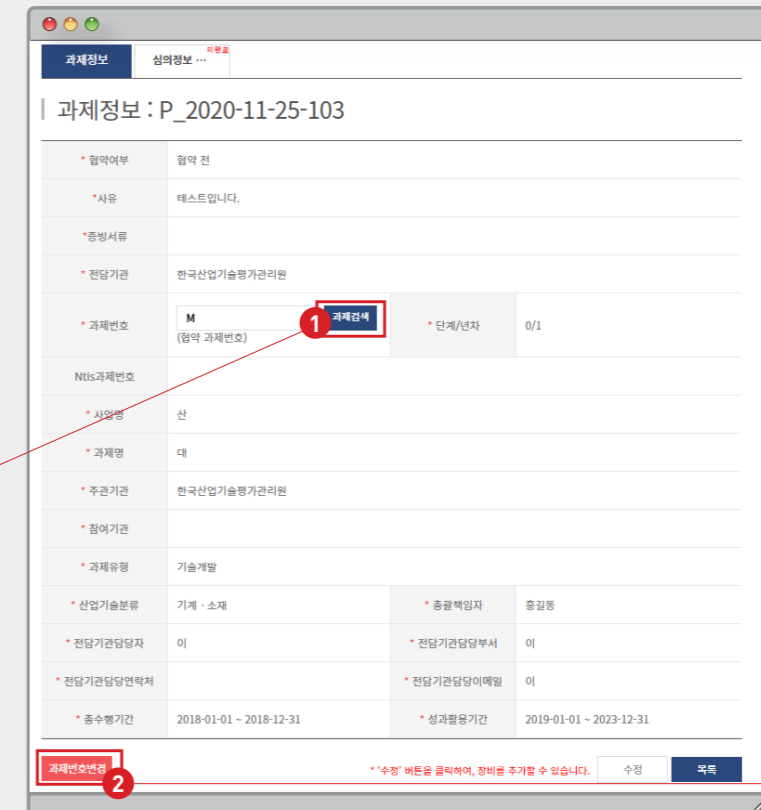 미완료
과제정보 심의정보 …
과제정보 : P_2020-11-25-103
* 협약여부 협약 전
*사유 테스트입니다.
*증빙서류
* 전담기관 한국산업기술평가관리원
* 과제번호 M 1 과제검색 * 단계/년차 0/1
(협약 과제번호)
Ntis과제번호
* 사업명 산
* 과제명 대
* 주관기관 한국산업기술평가관리원
* 참여기관
* 과제유형 기술개발
* 산업기술분류 기계 · 소재 * 총괄책임자 홍길동
* 전담기관담당자 이 * 전담기관담당부서 이
* 전담기관담당연락처 * 전담기관담당이메일 이
* 총수행기간 2018-01-01 ~ 2018-12-31 * 성과활용기간 2019-01-01 ~ 2023-12-31
과제번호변경 2 * '수정' 버튼을 클릭하여, 장비를 추가할 수 있습니다. 수정 목록